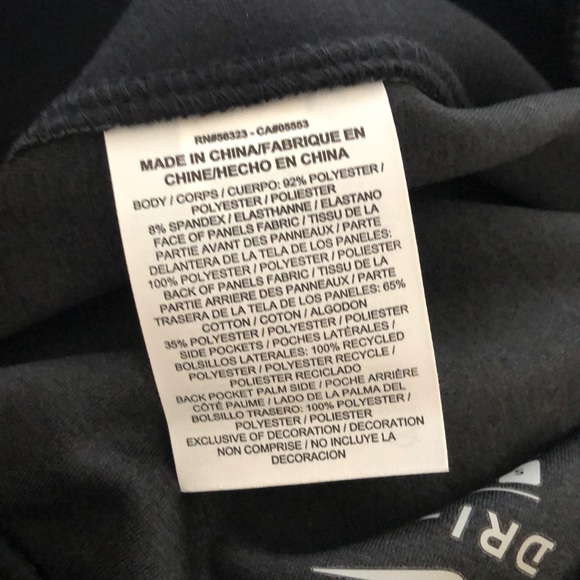 RN#56323 - CA#05553
MADE IN CHINA/FABRIQUE EN
CHINE/HECHO EN CHINA
BODY / CORPS / CUERPO: 92% POLYESTER /
POLYESTER / POLIESTER
8% SPANDEX / ELASTHANNE / ELASTANO
FACE OF PANELS FABRIC / TISSU DE LA
PARTIE AVANT DES PANNEAUX / PARTE
DELANTERA DE LA TELA DE LOS PANELES:
100% POLYESTER / POLYESTER / POLIESTER
BACK OF PANELS FABRIC / TISSU DE LA
PARTIE ARRIERE DES PANNEAUX / PARTE
TRASERA DE LA TELA DE LOS PANELES: 65%
COTTON / COTON / ALGODON
35% POLYESTER / POLYESTER / POLIESTER
SIDE POCKETS / POCHES LATÉRALES /
BOLSILLOS LATERALES: 100% RECYCLED
POLYESTER / POLYESTER RECYCLE /
POLIESTER RECICLADO
BACK POCKET PALM SIDE / POCHE ARRIÈRE
CÔTÉ PAUME / LADO DE LA PALMA DEL
BOLSILLO TRASERO: 100% POLYESTER /
POLYESTER / POLIESTER
EXCLUSIVE OF DECORATION / DECORATION
NON COMPRISE / NO INCLUYE LA
DECORACION
DRI
S